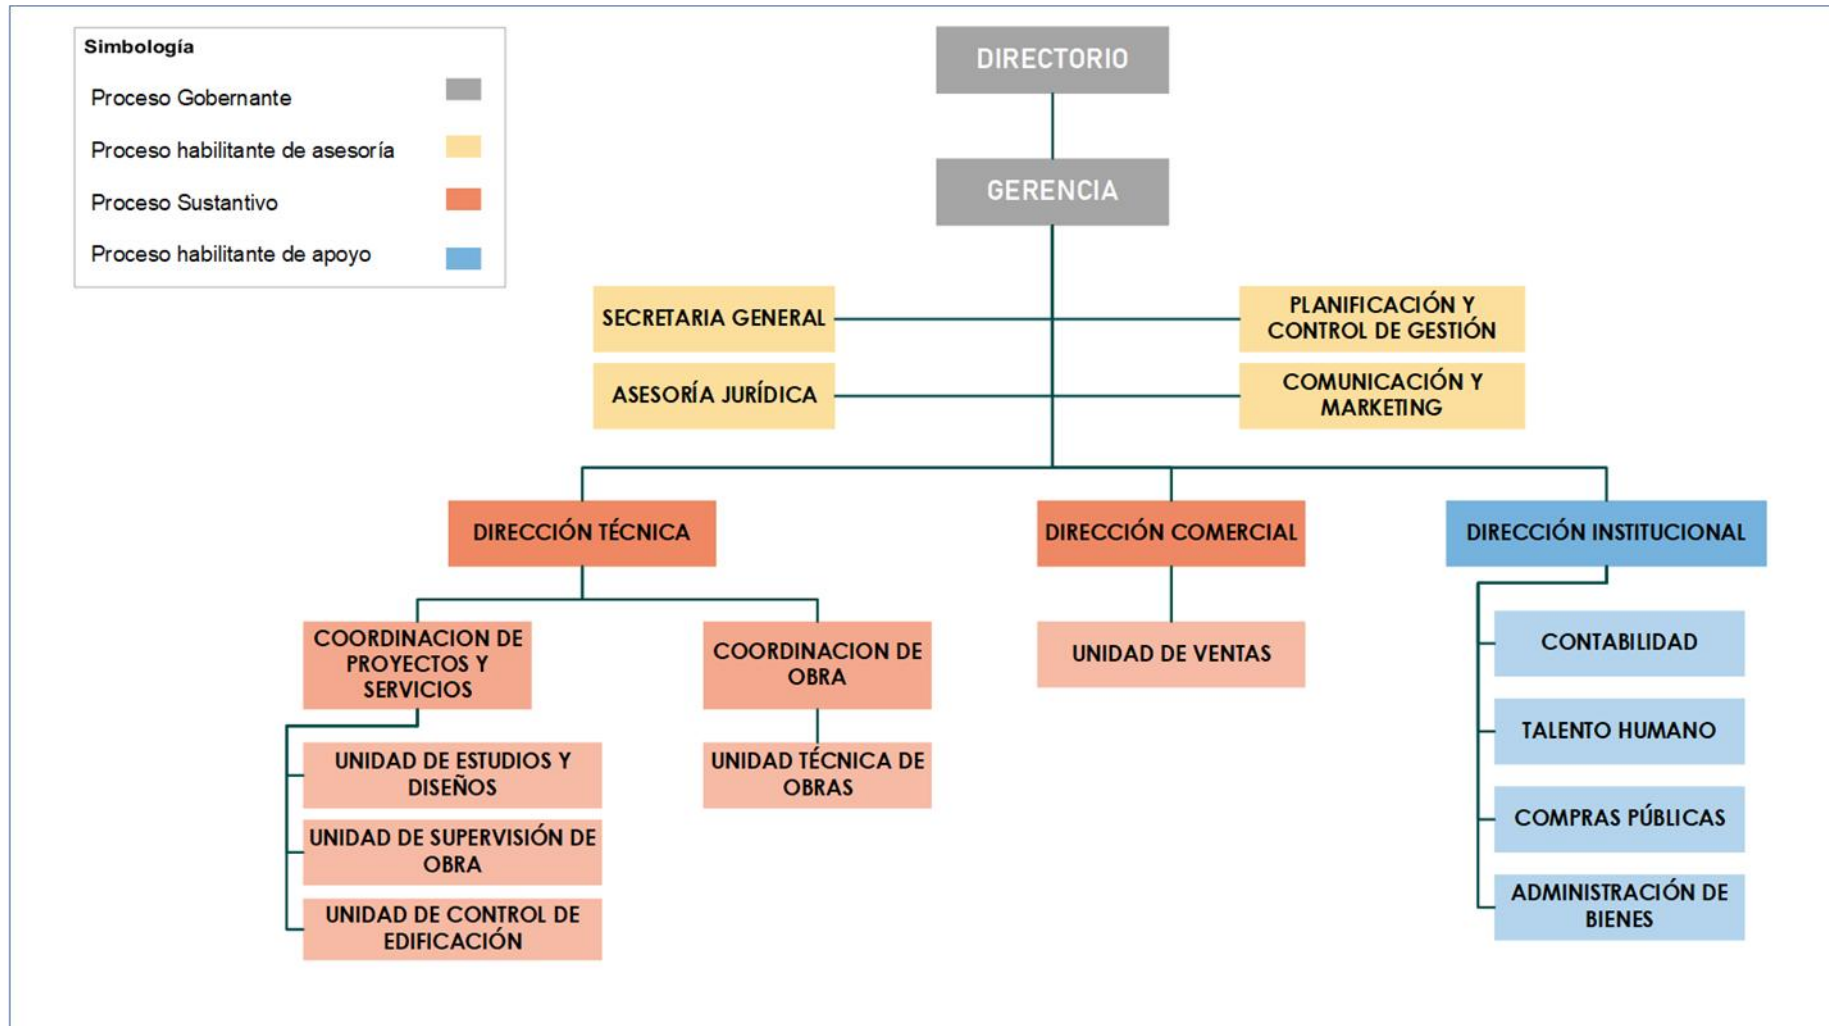 Simbología
Proceso Gobernante
Proceso habilitante de asesoría
Proceso Sustantivo
Proceso habilitante de apoyo
DIRECTORIO
GERENCIA
SECRETARIA GENERAL
PLANIFICACIÓN Y
CONTROL DE GESTIÓN
ASESORÍA JURÍDICA
COMUNICACIÓN Y
MARKETING
DIRECCIÓN TÉCNICA
DIRECCIÓN COMERCIAL
DIRECCIÓN INSTITUCIONAL
COORDINACION DE
PROYECTOS Y
SERVICIOS
COORDINACION DE
OBRA
UNIDAD DE VENTAS
CONTABILIDAD
TALENTO HUMANO
COMPRAS PÚBLICAS
ADMINISTRACIÓN DE
BIENES
UNIDAD DE ESTUDIOS Y
DISEÑOS
UNIDAD TÉCNICA DE
OBRAS
UNIDAD DE SUPERVISIÓN DE
OBRA
UNIDAD DE CONTROL DE
EDIFICACIÓN